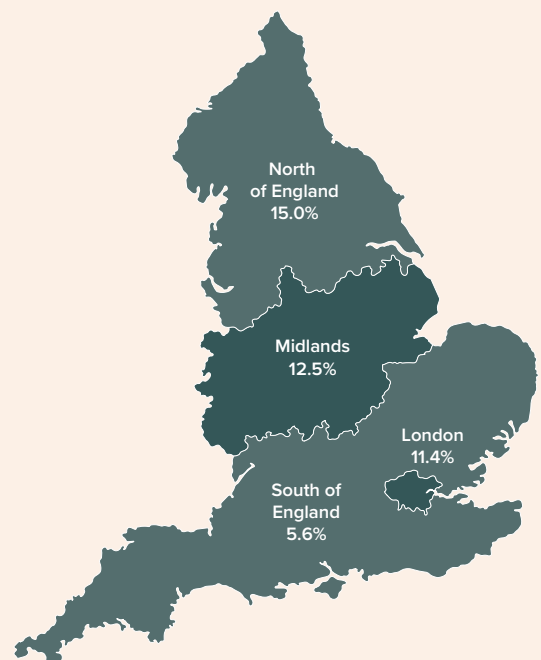 North
of England
15.0%
Midlands
12.5%
London
11.4%
South of
England
5.6%